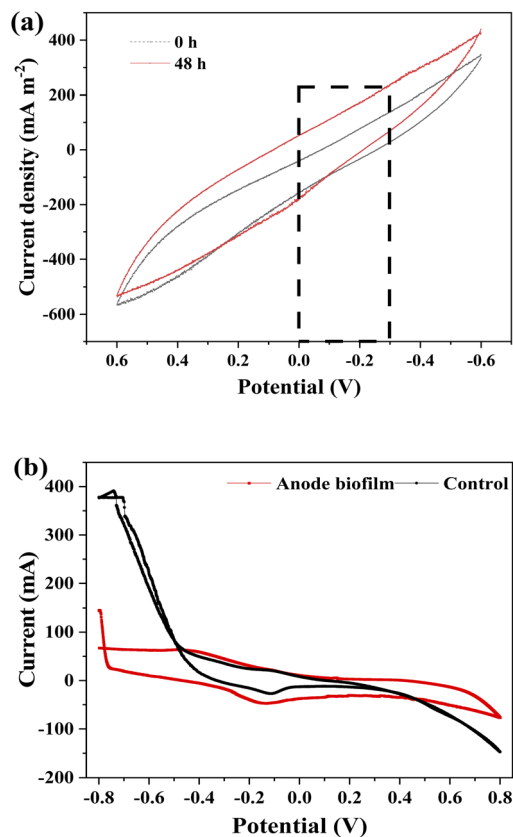 (a)
0 h
48 h
Current density (mA m-2)
400
200
0
-200
-400
-600
0.6 0.4 0.2 0.0 -0.2 -0.4 -0.6
Potential (V)
(b)
Anode biofilm Control
Current (mA)
400
300
200
100
0
-100
-200
-0.8 -0.6 -0.4 -0.2 0.0 0.2 0.4 0.6 0.8
Potential (V)